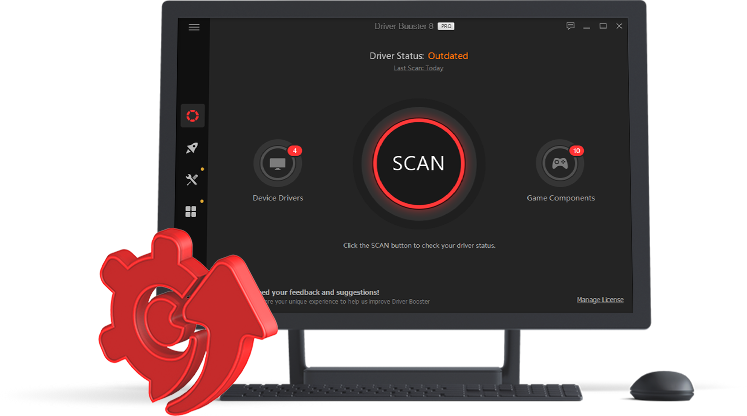 Driver Booster 8 PRO
Driver Status: Outdated
Last Scan: Today
4
SCAN
10
Device Drivers
Game Components
Click the SCAN button to check your driver status.
ed your feedback and suggestions!
are your unique experience to help us improve Driver Booster
Manage License